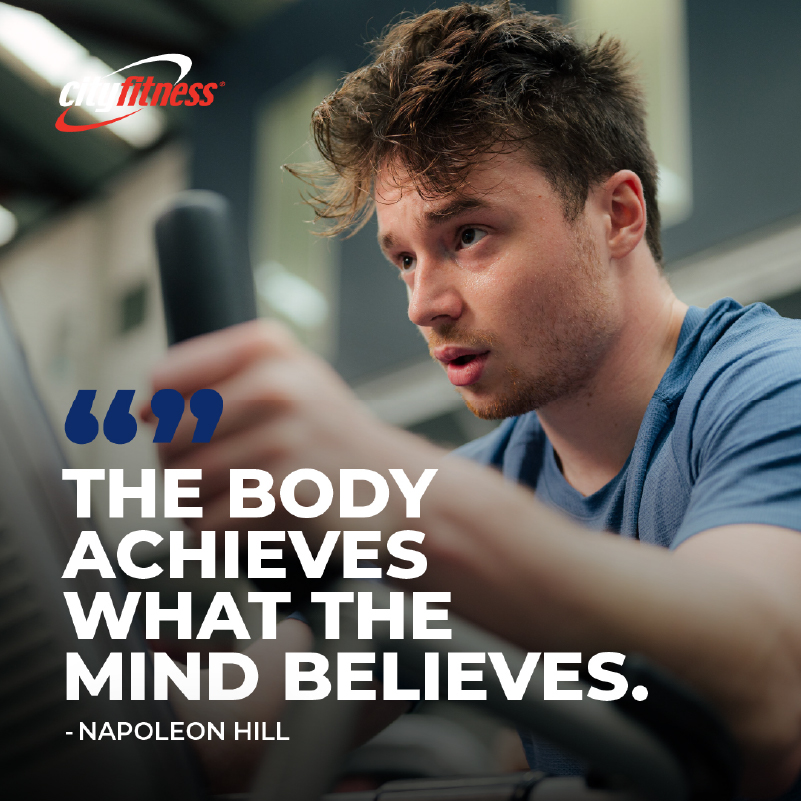 cityfitness®
THE BODY
ACHIEVES
WHAT THE
MIND BELIEVES.
- NAPOLEON HILL